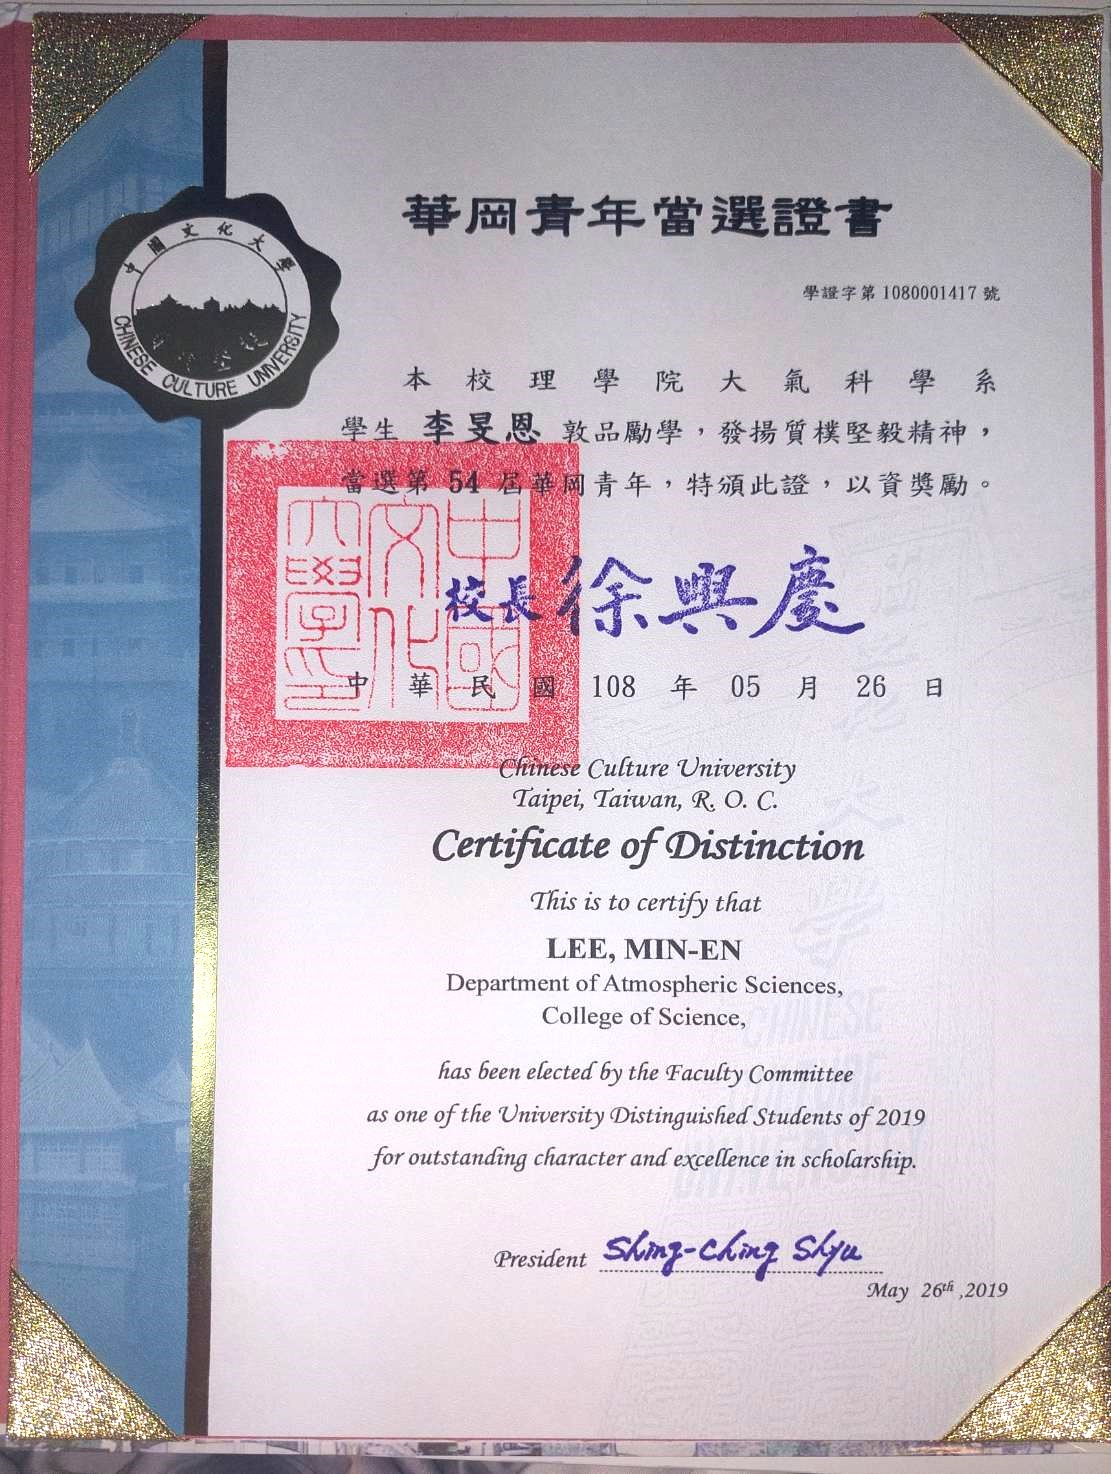 華岡青年當選證書
中國文化大學
CHINESE CULTURE UNIVERSITY
學證字第 1080001417 號
本校理學院大氣科學系
學生 李旻恩 敦品勵學，發揚質樸堅毅精神，
當選第 54 屆華岡青年，特頒此證，以資獎勵。
中國文化大學印
校長 徐興慶
中華民國 108 年 05 月 26 日
Chinese Culture University
Taipei, Taiwan, R. O. C.
Certificate of Distinction
This is to certify that
LEE, MIN-EN
Department of Atmospheric Sciences,
College of Science,
has been elected by the Faculty Committee
as one of the University Distinguished Students of 2019
for outstanding character and excellence in scholarship.
President Shing-Ching Shyu
May 26th ,2019
CHINESE
CULTURE
UNIVERSITY